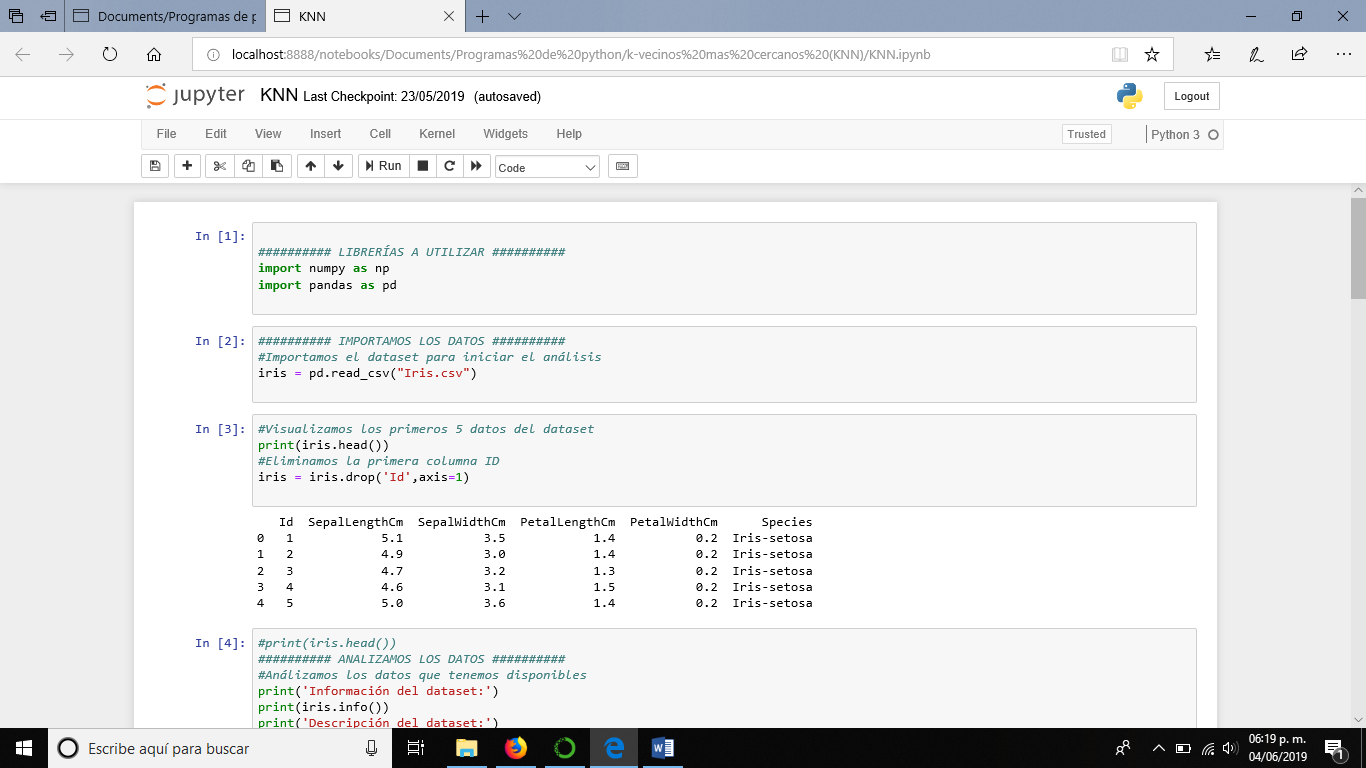 Documents/Programas de p
KNN
localhost:8888/notebooks/Documents/Programas%20de%20python/k-vecinos%20mas%20cercanos%20(KNN)/KNN.ipynb
jupyter KNN Last Checkpoint: 23/05/2019 (autosaved)
Logout
File Edit View Insert Cell Kernel Widgets Help
Trusted
Python 3
Run
Code
In [1]:
########## LIBRERÍAS A UTILIZAR ##########
import numpy as np
import pandas as pd
In [2]:
########## IMPORTAMOS LOS DATOS ##########
#Importamos el dataset para iniciar el análisis
iris = pd.read_csv("Iris.csv")
In [3]:
#Visualizamos los primeros 5 datos del dataset
print(iris.head())
#Eliminamos la primera columna ID
iris = iris.drop('Id',axis=1)
Id SepalLengthCm SepalWidthCm PetalLengthCm PetalWidthCm Species
0 1 5.1 3.5 1.4 0.2 Iris-setosa
1 2 4.9 3.0 1.4 0.2 Iris-setosa
2 3 4.7 3.2 1.3 0.2 Iris-setosa
3 4 4.6 3.1 1.5 0.2 Iris-setosa
4 5 5.0 3.6 1.4 0.2 Iris-setosa
In [4]:
#print(iris.head())
########## ANALIZAMOS LOS DATOS ##########
#Análizamos los datos que tenemos disponibles
print('Información del dataset:')
print(iris.info())
print('Descripción del dataset:')
Escribe aquí para buscar
06:19 p. m.
04/06/2019
1